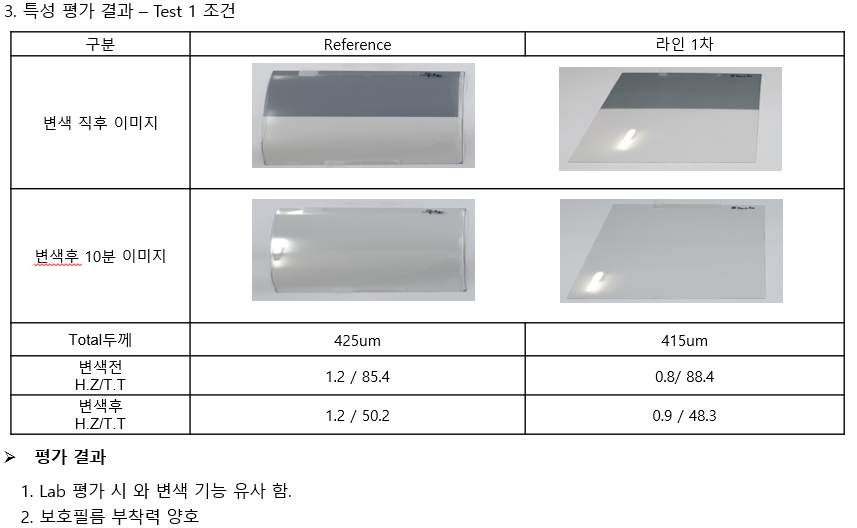 3. 특성 평가 결과 – Test 1 조건
구분 Reference 라인 1차
변색 직후 이미지
변색후 10분 이미지
Total두께 425um 415um
변색전
H.Z/T.T 1.2 / 85.4 0.8/ 88.4
변색후
H.Z/T.T 1.2 / 50.2 0.9 / 48.3
➢ 평가 결과
1. Lab 평가 시 와 변색 기능 유사 함.
2. 보호필름 부착력 양호